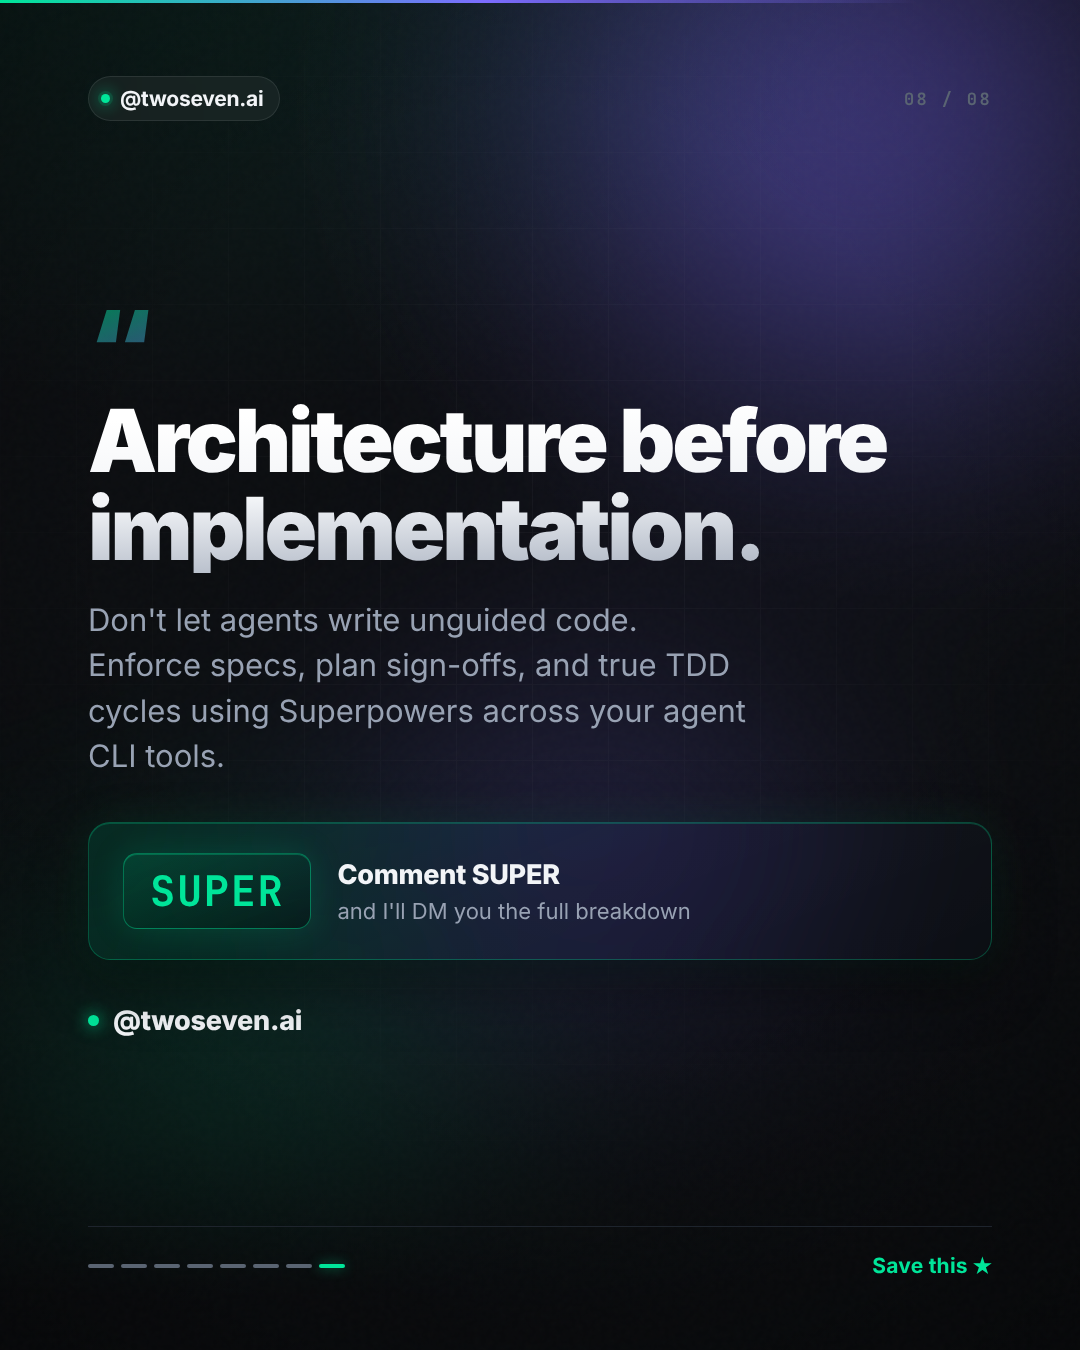 @twoseven.ai
08 / 08
"
Architecture before
implementation.
Don't let agents write unguided code.
Enforce specs, plan sign-offs, and true TDD
cycles using Superpowers across your agent
CLI tools.
SUPER
Comment SUPER
and I'll DM you the full breakdown
@twoseven.ai
Save this ★